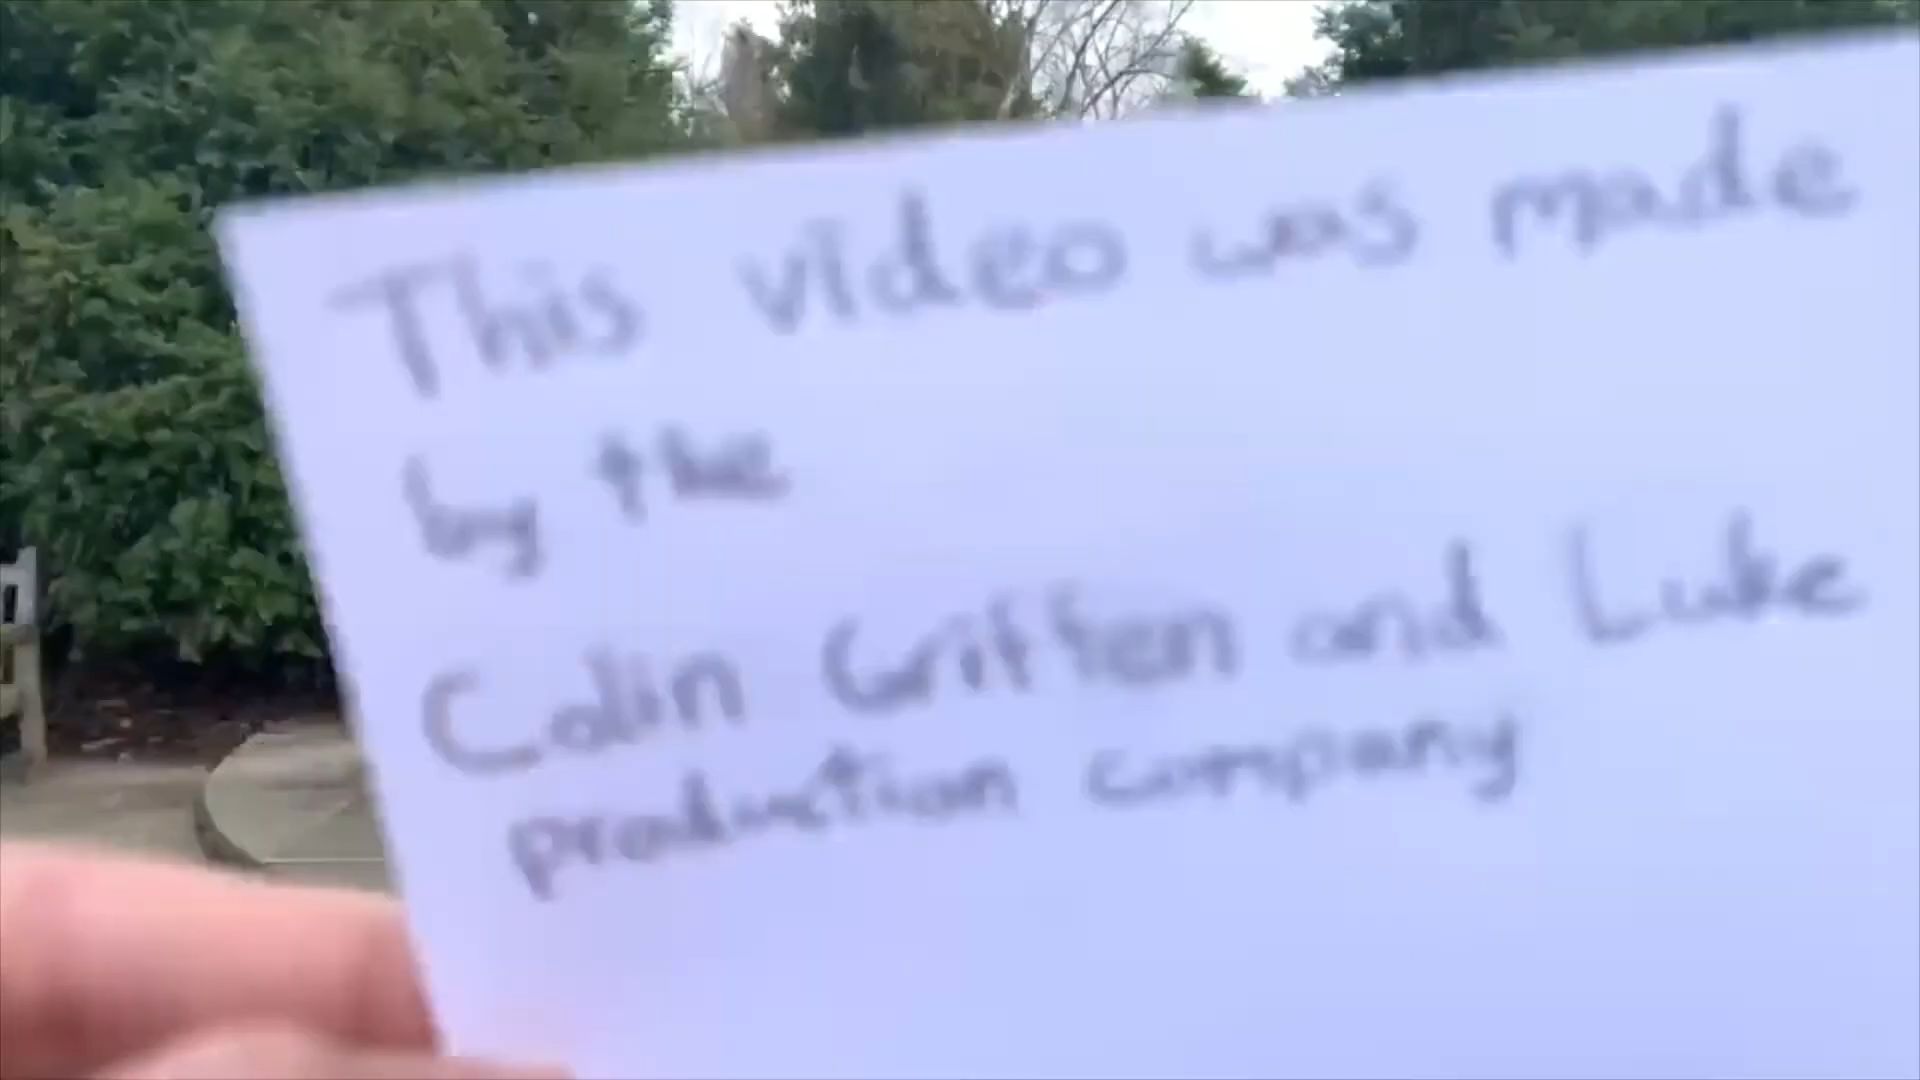 This video was made
by the
Colin Griffen and Luke
production company